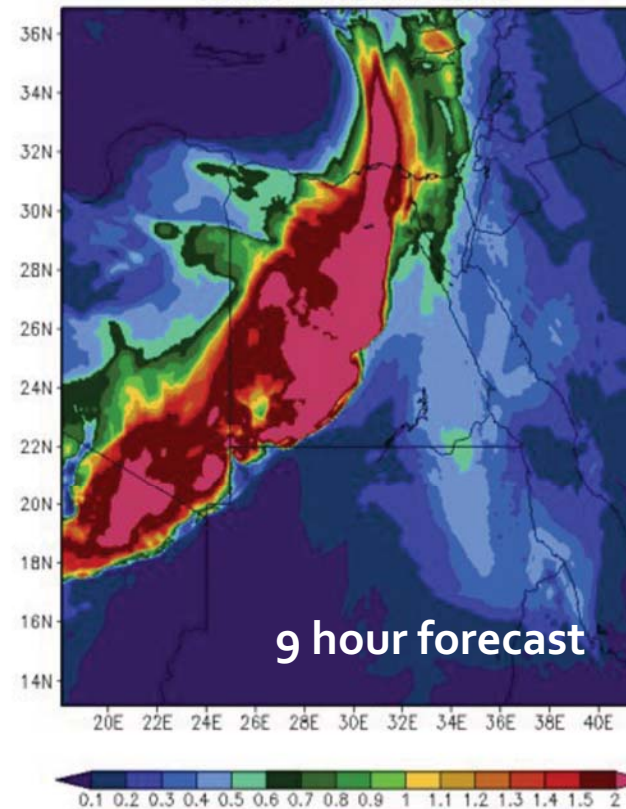 36N
34N
32N
30N
28N
26N
24N
22N
20N
18N
16N
14N
9 hour forecast
20E 22E 24E 26E 28E 30E 32E 34E 36E 38E 40E
0.1 0.2 0.3 0.4 0.5 0.6 0.7 0.8 0.9 1 1.1 1.2 1.3 1.4 1.5 2